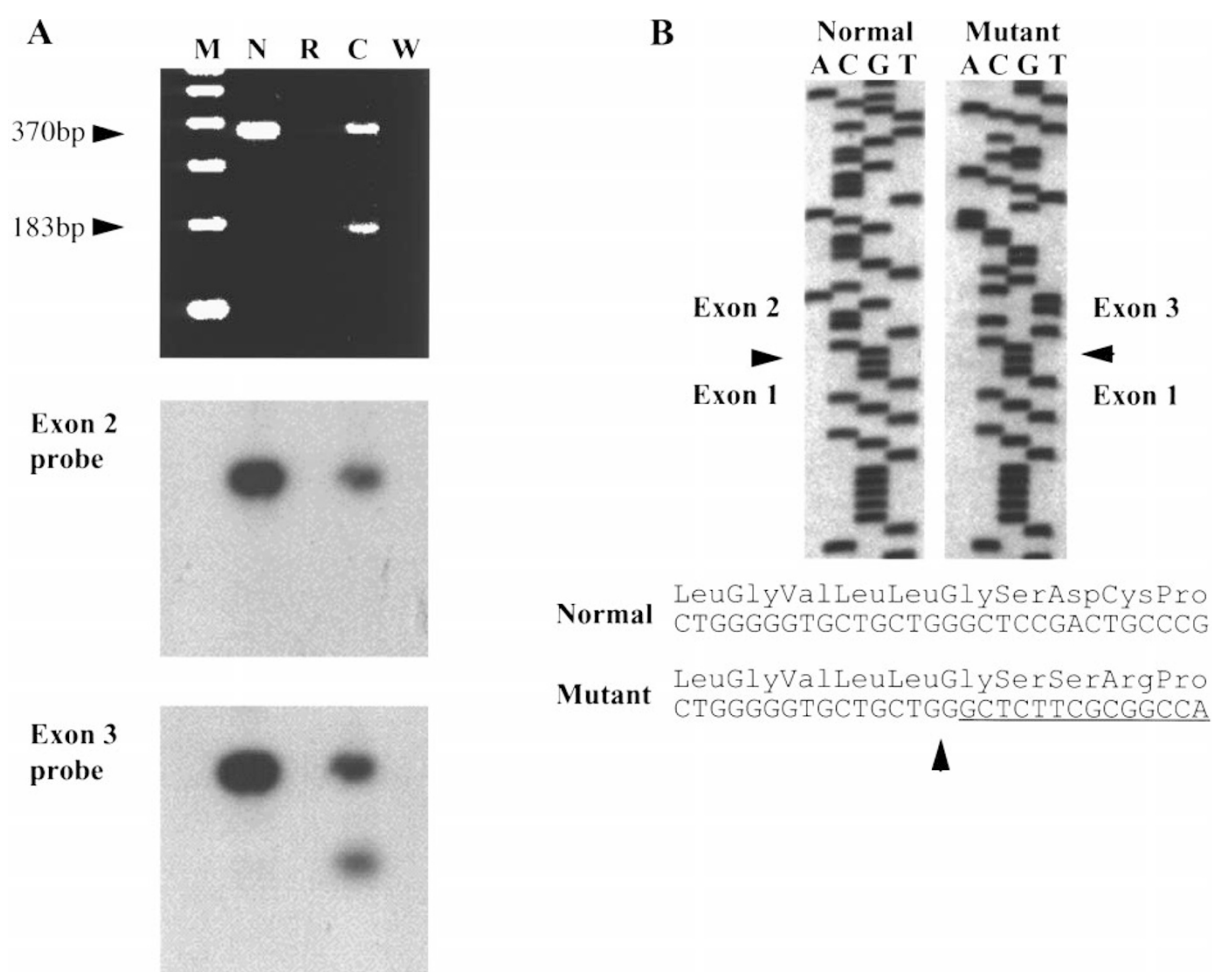 A
M N R C W
370bp
183bp
Exon 2
probe
Exon 3
probe
B
Normal Mutant
A C G T A C G T
Exon 2
Exon 1
Exon 3
Exon 1
LeuGlyValLeuLeuGlySerAspCysPro
Normal
CTGGGGGTGCTGCTGGGCTCCGACTGCCCG
LeuGlyValLeuLeuGlySerSerArgPro
Mutant
CTGGGGGTGCTGCTGGGCTCTTCGCGGCCA